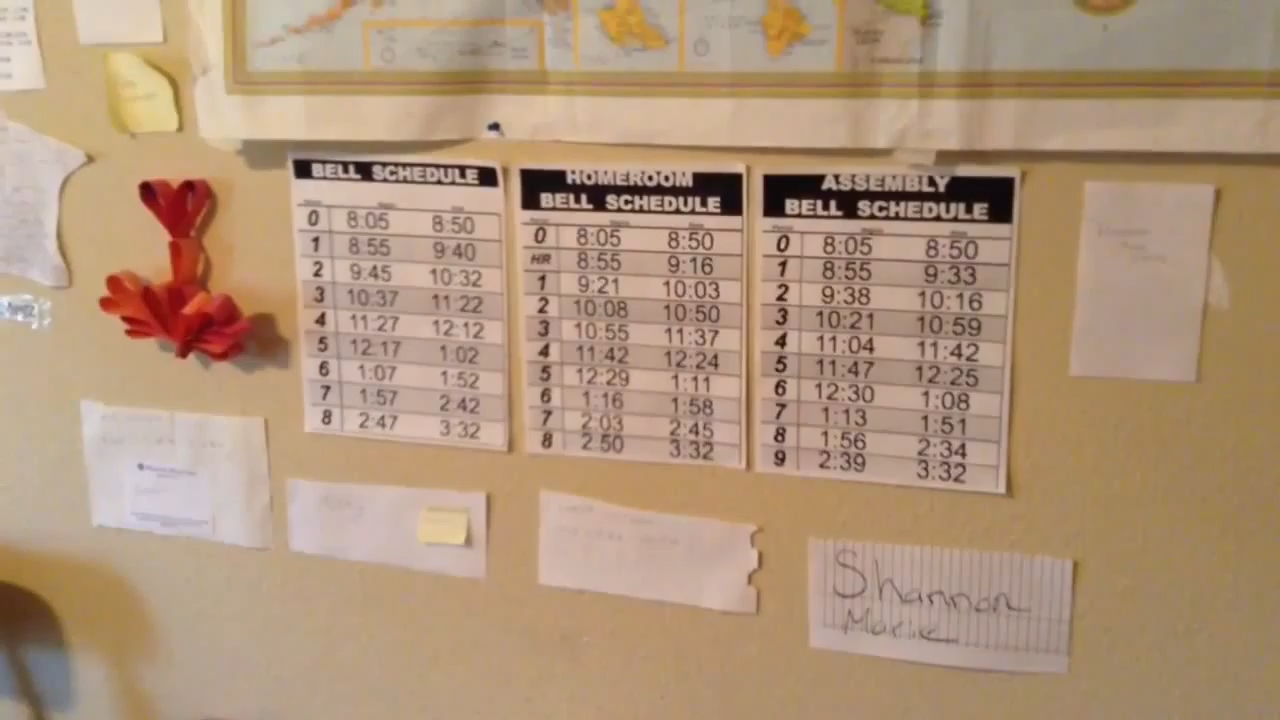 BELL SCHEDULE
0 8:05 8:50
1 8:55 9:40
2 9:45 10:32
3 10:37 11:22
4 11:27 12:12
5 12:17 1:02
6 1:07 1:52
7 1:57 2:42
8 2:47 3:32
HOMEROOM
BELL SCHEDULE
0 8:05 8:50
HR 8:55 9:16
1 9:21 10:03
2 10:08 10:50
3 10:55 11:37
4 11:42 12:24
5 12:29 1:11
6 1:16 1:58
7 2:03 2:45
8 2:50 3:32
ASSEMBLY
BELL SCHEDULE
0 8:05 8:50
1 8:55 9:33
2 9:38 10:16
3 10:21 10:59
4 11:04 11:42
5 11:47 12:25
6 12:30 1:08
7 1:13 1:51
8 1:56 2:34
9 2:39 3:32
Shannon
Marie